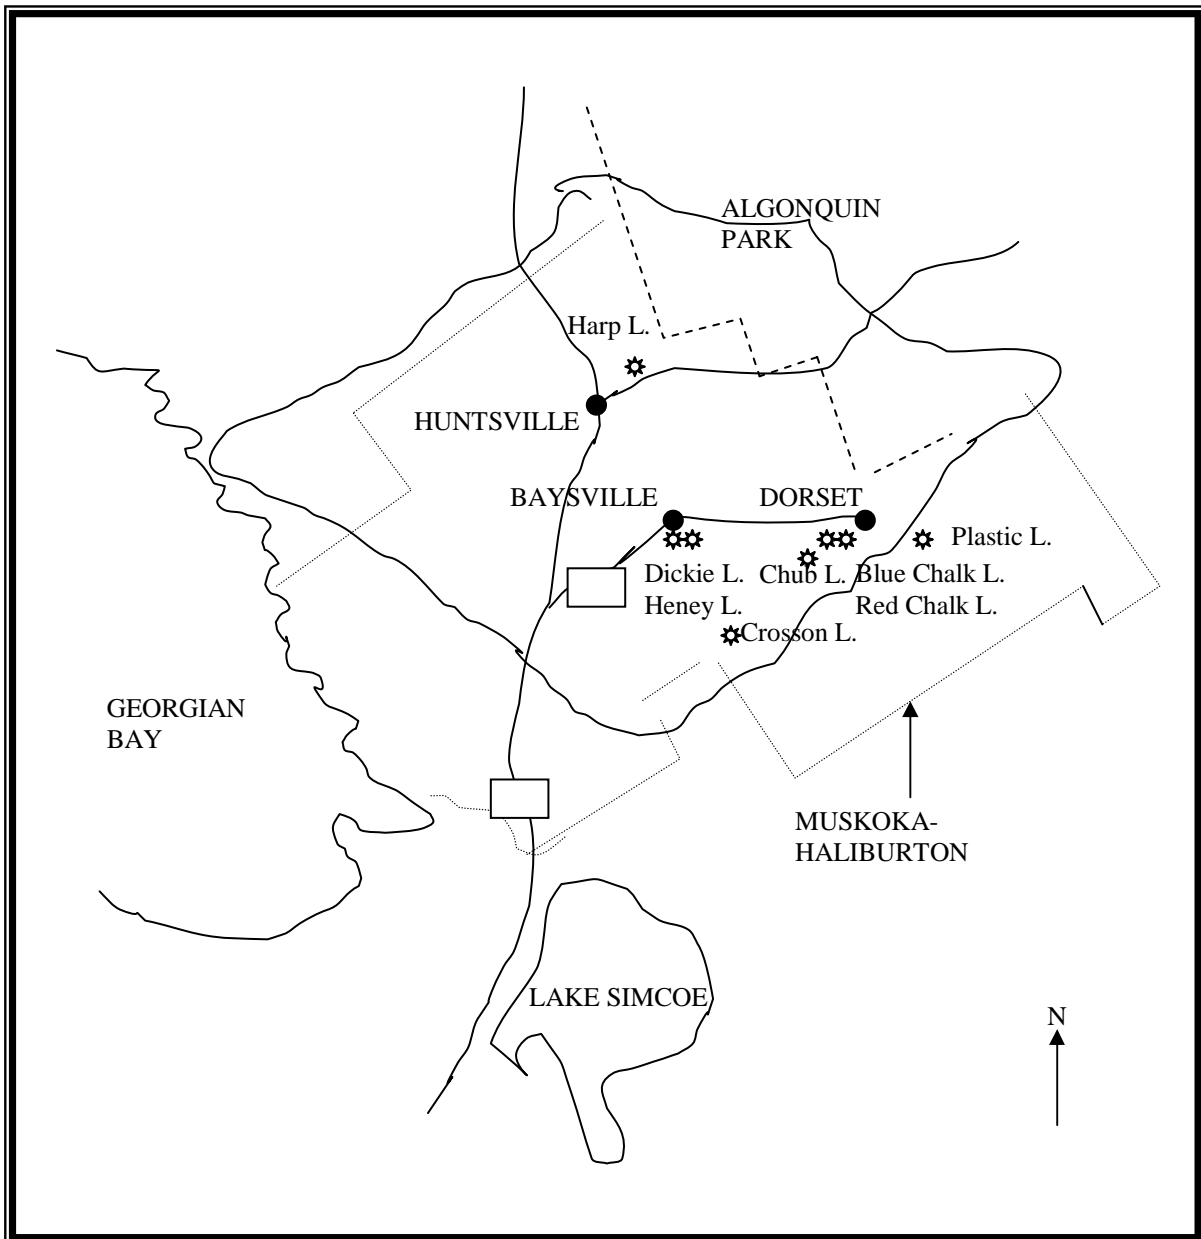 ALGONQUIN
PARK
Harp L.
HUNTSVILLE
BAYSVILLE
DORSET
Plastic L.
Dickie L.
Heney L.
Chub L.
Blue Chalk L.
Red Chalk L.
Crosson L.
GEORGIAN
BAY
MUSKOKA-
HALIBURTON
LAKE SIMCOE
N